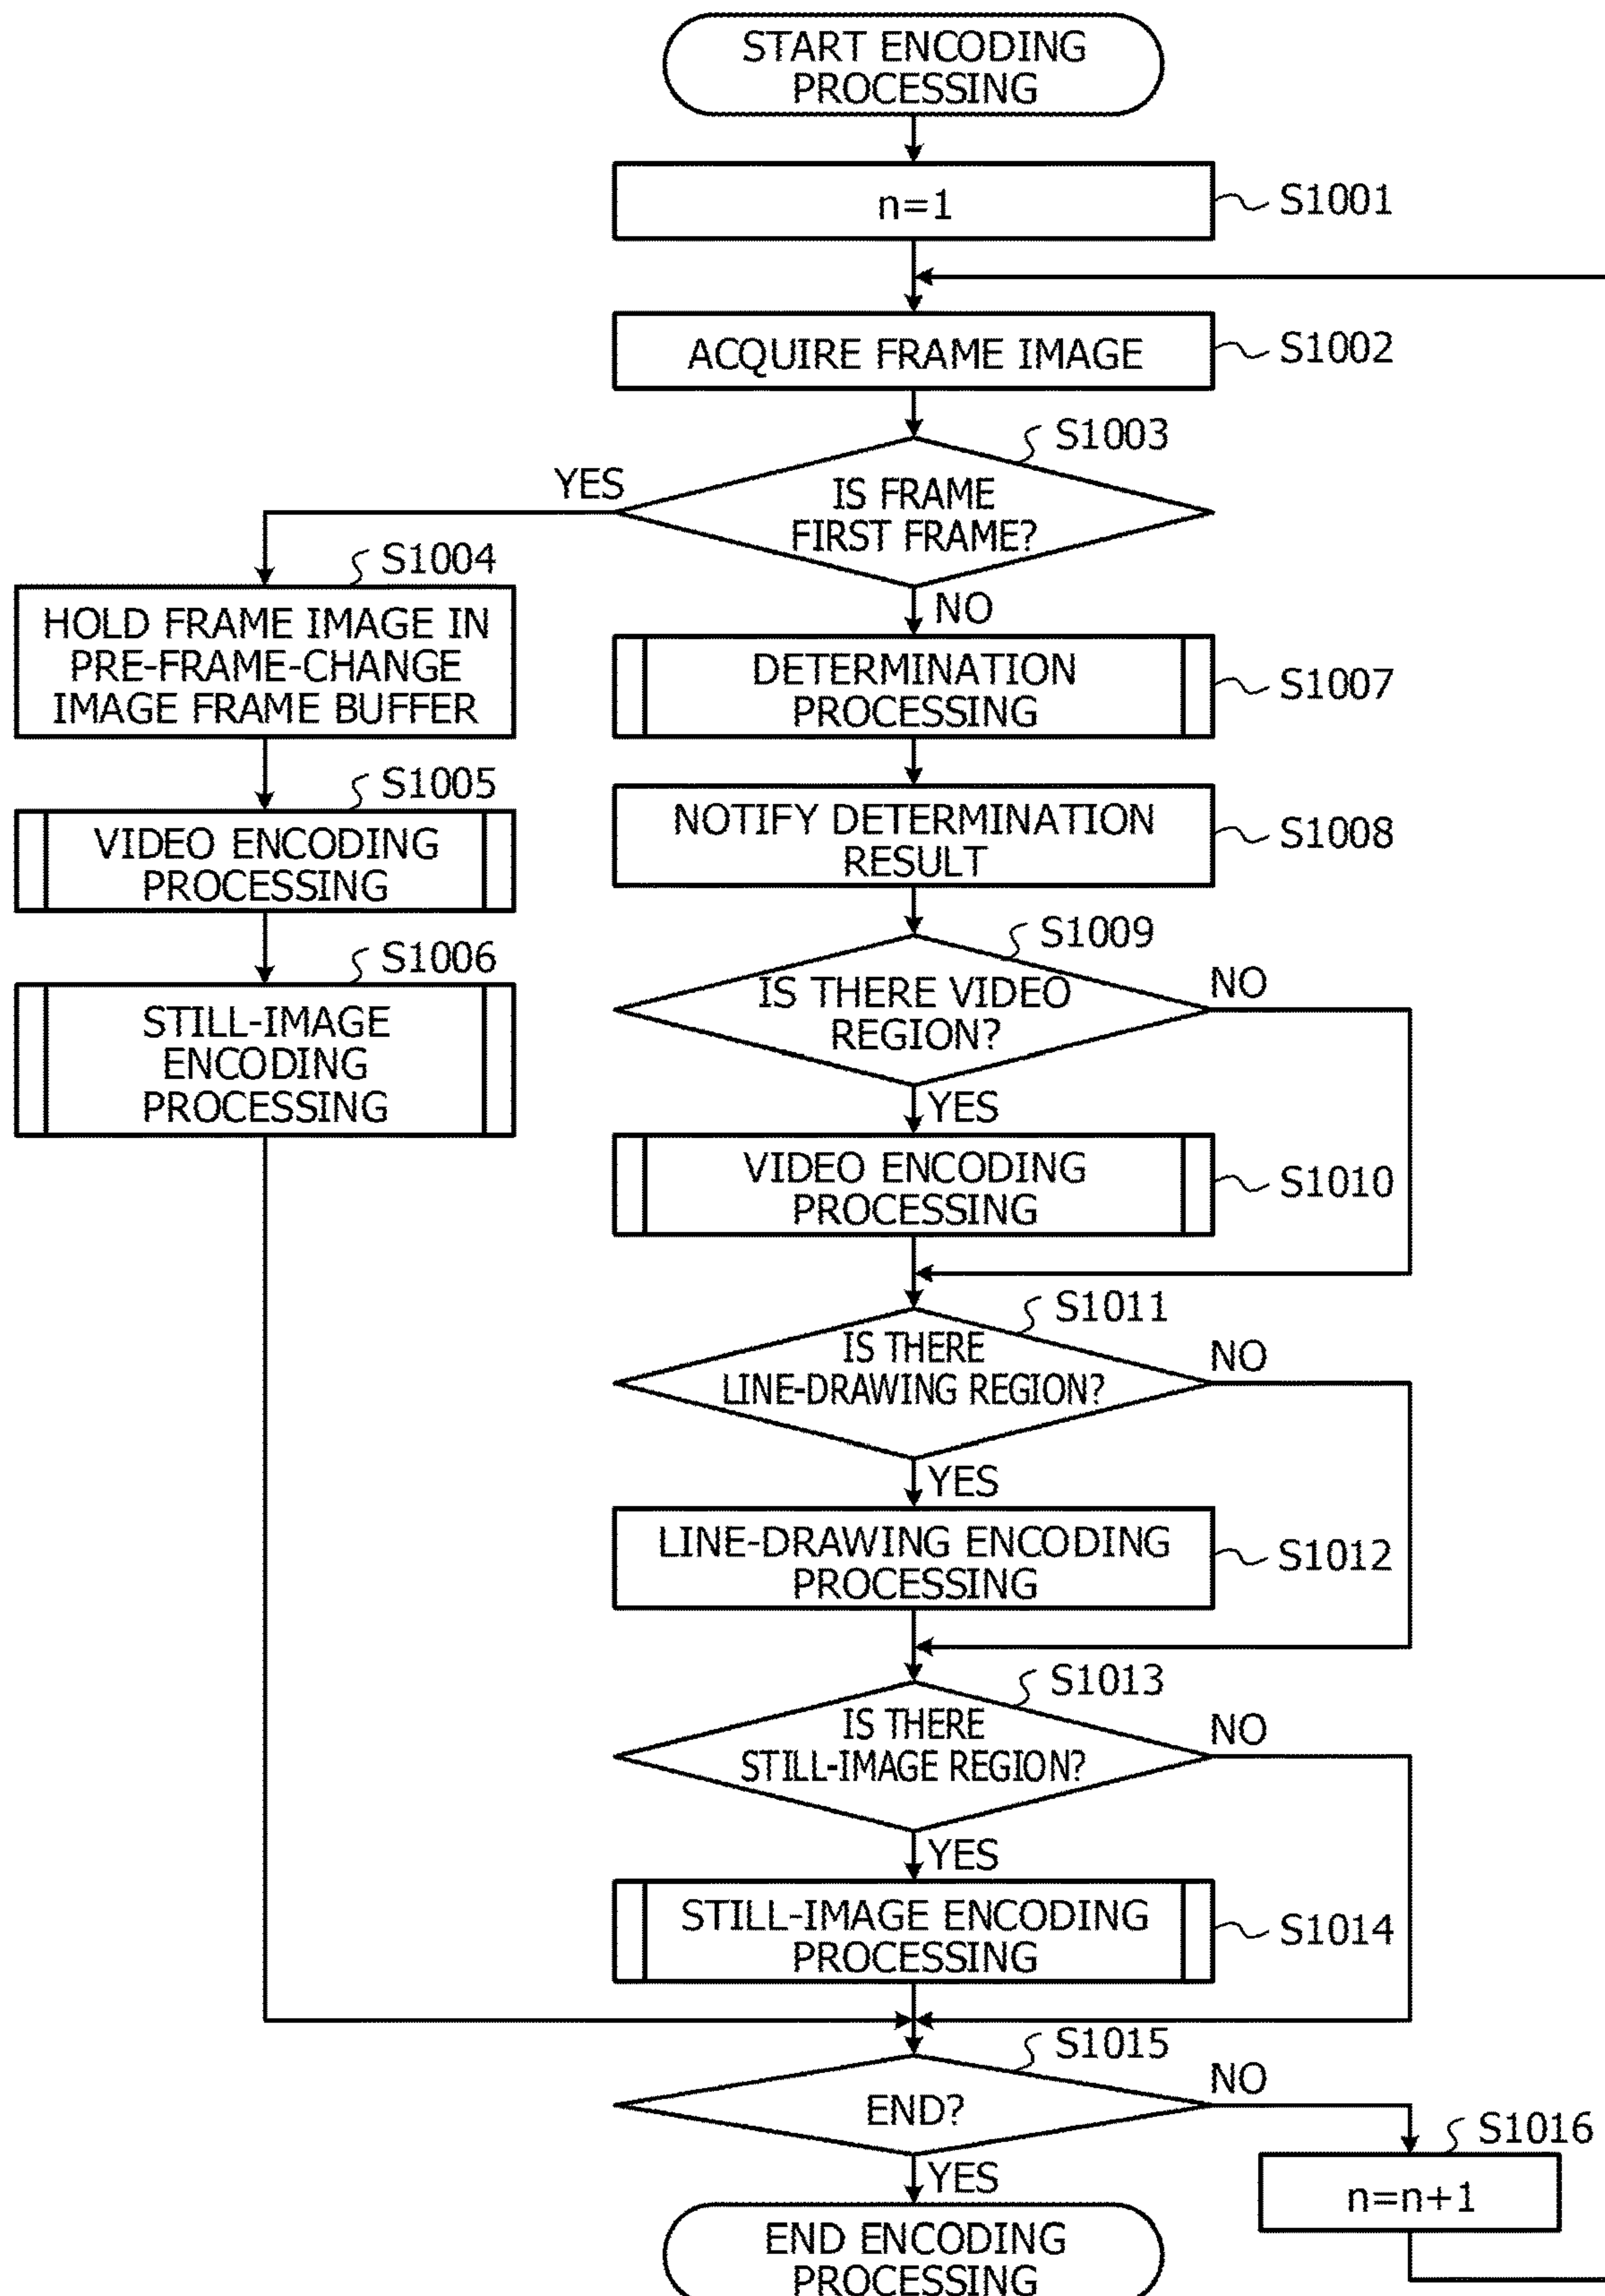 START ENCODING
PROCESSING
n=1
S1001
ACQUIRE FRAME IMAGE
S1002
S1003
YES
IS FRAME
FIRST FRAME?
NO
S1004
HOLD FRAME IMAGE IN
PRE-FRAME-CHANGE
IMAGE FRAME BUFFER
S1005
VIDEO ENCODING
PROCESSING
S1006
STILL-IMAGE
ENCODING
PROCESSING
DETERMINATION
PROCESSING
S1007
NOTIFY DETERMINATION
RESULT
S1008
S1009
IS THERE VIDEO
REGION?
NO
YES
VIDEO ENCODING
PROCESSING
S1010
S1011
IS THERE
LINE-DRAWING REGION?
NO
YES
LINE-DRAWING ENCODING
PROCESSING
S1012
S1013
IS THERE
STILL-IMAGE REGION?
NO
YES
STILL-IMAGE ENCODING
PROCESSING
S1014
S1015
END?
NO
YES
S1016
n=n+1
END ENCODING
PROCESSING